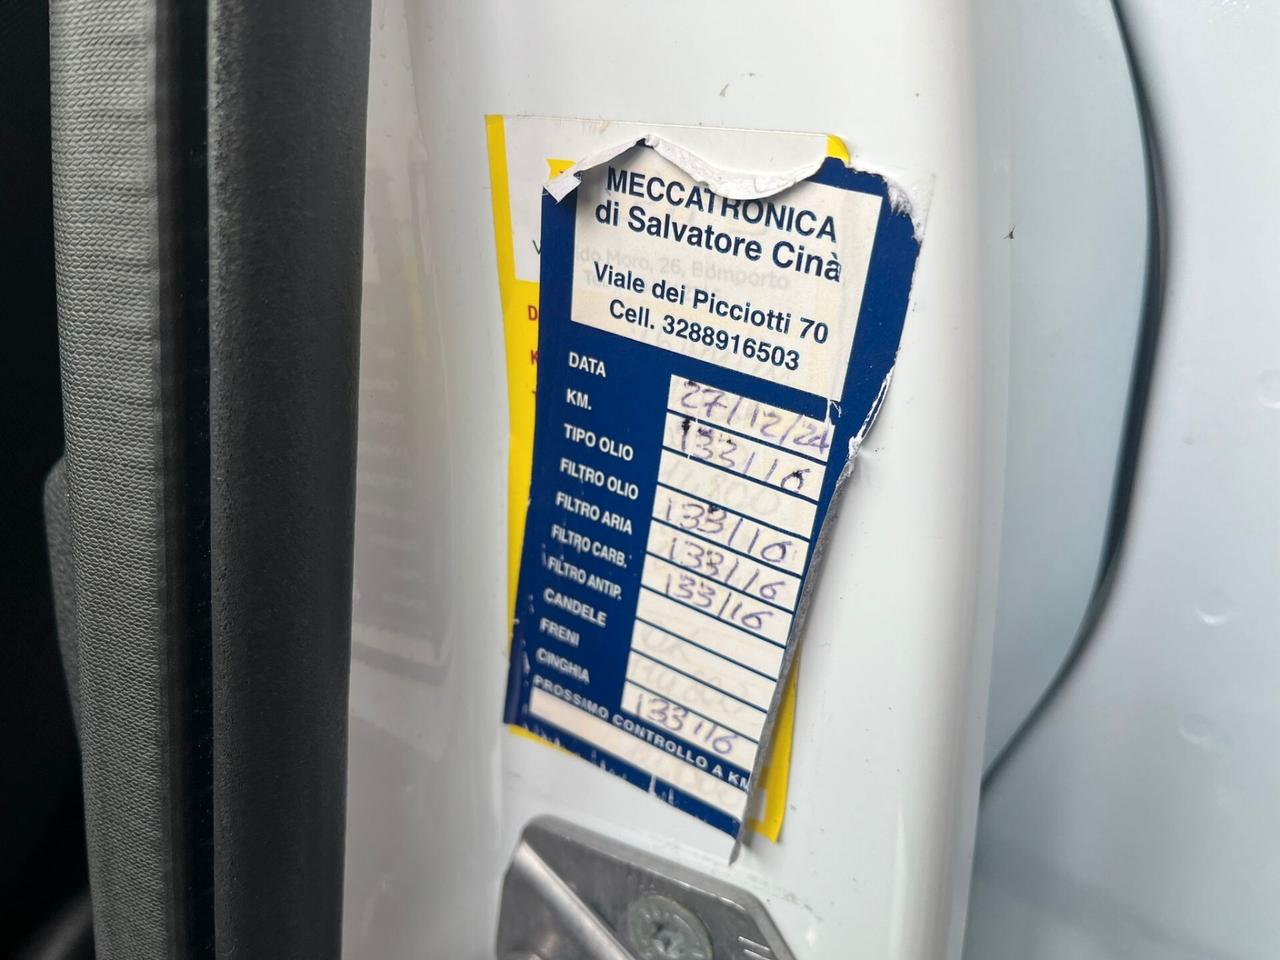 MECCATRONICA
di Salvatore Cinà
Viale dei Picciotti 70
Cell. 3288916503
DATA 27/12/24
KM. 133116
TIPO OLIO
FILTRO OLIO 133116
FILTRO ARIA 133116
FILTRO CARB. 133116
FILTRO ANTIP.
CANDELE
FRENI
CINGHIA 133116
PROSSIMO CONTROLLO A KM
Moro, 26, Bomporto